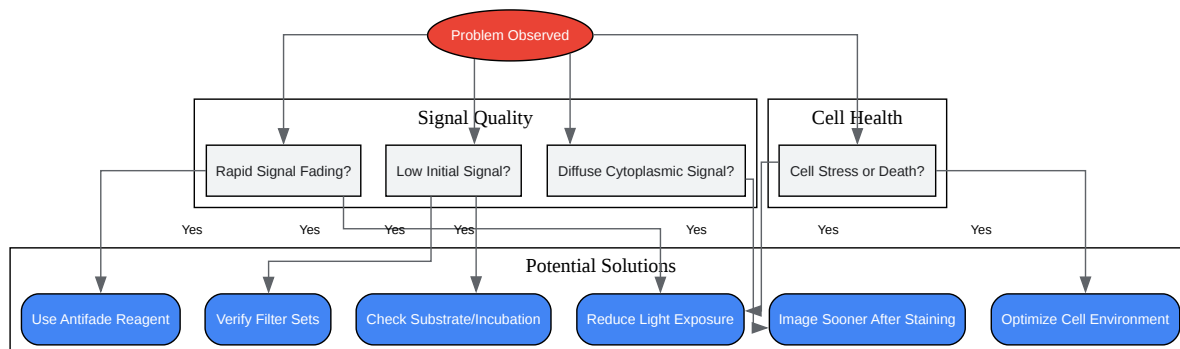 Problem Observed
Signal Quality
Cell Health
Rapid Signal Fading?
Low Initial Signal?
Diffuse Cytoplasmic Signal?
Cell Stress or Death?
Yes
Yes
Yes
Yes
Yes
Yes
Yes
Potential Solutions
Use Antifade Reagent
Verify Filter Sets
Check Substrate/Incubation
Reduce Light Exposure
Image Sooner After Staining
Optimize Cell Environment